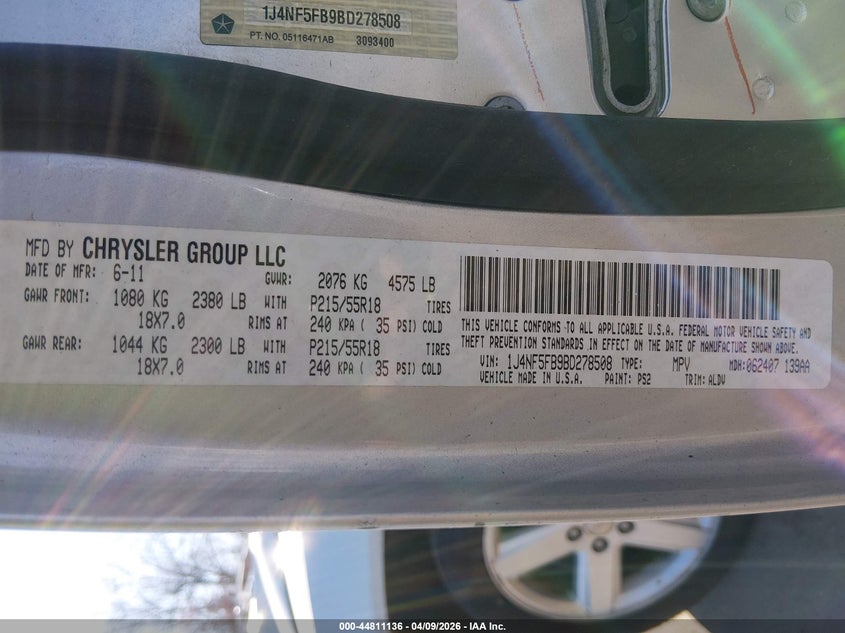 1J4NF5FB9BD278508
PT. NO. 05116471AB 3093400
MFD BY CHRYSLER GROUP LLC
DATE OF MFR: 6-11 GVWR: 2076 KG 4575 LB
GAWR FRONT: 1080 KG 2380 LB WITH P215/55R18 TIRES
18X7.0 RIMS AT 240 KPA ( 35 PSI) COLD
GAWR REAR: 1044 KG 2300 LB WITH P215/55R18 TIRES
18X7.0 RIMS AT 240 KPA ( 35 PSI) COLD
THIS VEHICLE CONFORMS TO ALL APPLICABLE U.S.A. FEDERAL MOTOR VEHICLE SAFETY AND
THEFT PREVENTION STANDARDS IN EFFECT ON THE DATE OF MANUFACTURE SHOWN ABOVE.
VIN: 1J4NF5FB9BD278508 TYPE: MPV MDH: 062407 139AA
VEHICLE MADE IN U.S.A. PAINT: PS2 TRIM: ALDV
000-44811136 - 04/09/2026 - IAA Inc.